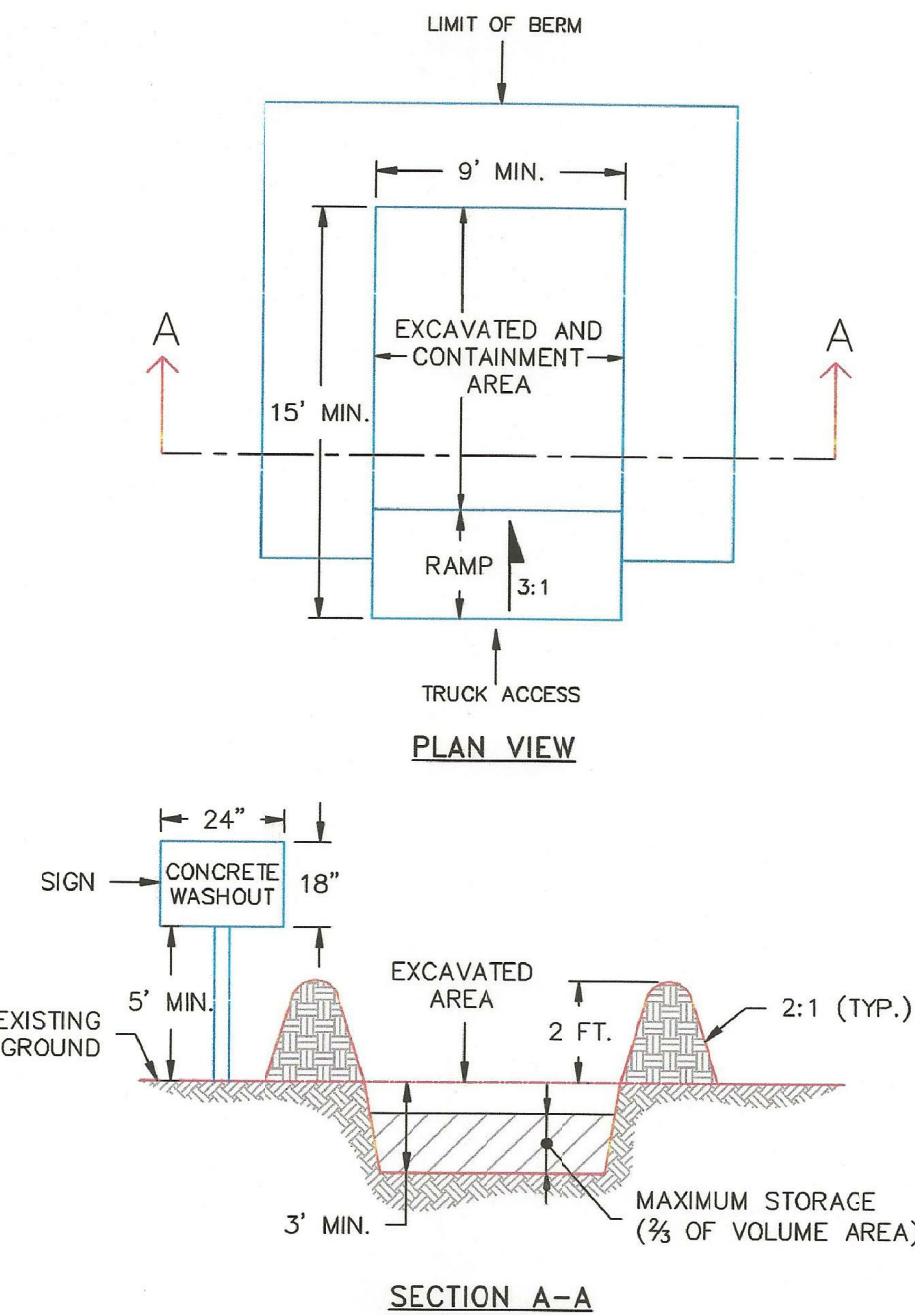 LIMIT OF BERM
9' MIN.
A
A
EXCAVATED AND
CONTAINMENT
AREA
15' MIN.
RAMP
3:1
TRUCK ACCESS
PLAN VIEW
24"
SIGN
CONCRETE
WASHOUT
18"
EXCAVATED
AREA
5' MIN.
2 FT.
2:1 (TYP.)
EXISTING
GROUND
3' MIN.
MAXIMUM STORAGE
(⅔ OF VOLUME AREA)
SECTION A-A